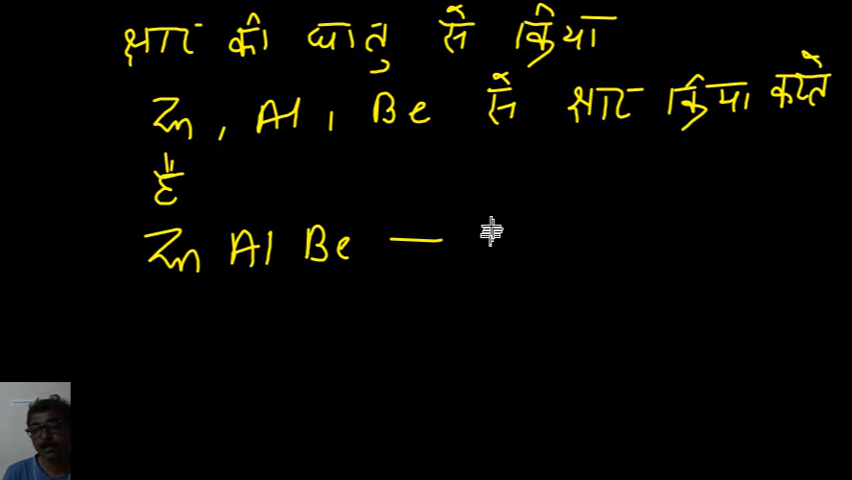 क्षार की धातु से क्रिया
Zn, Al, Be से क्षार क्रिया करते
हैं
Zn Al Be —